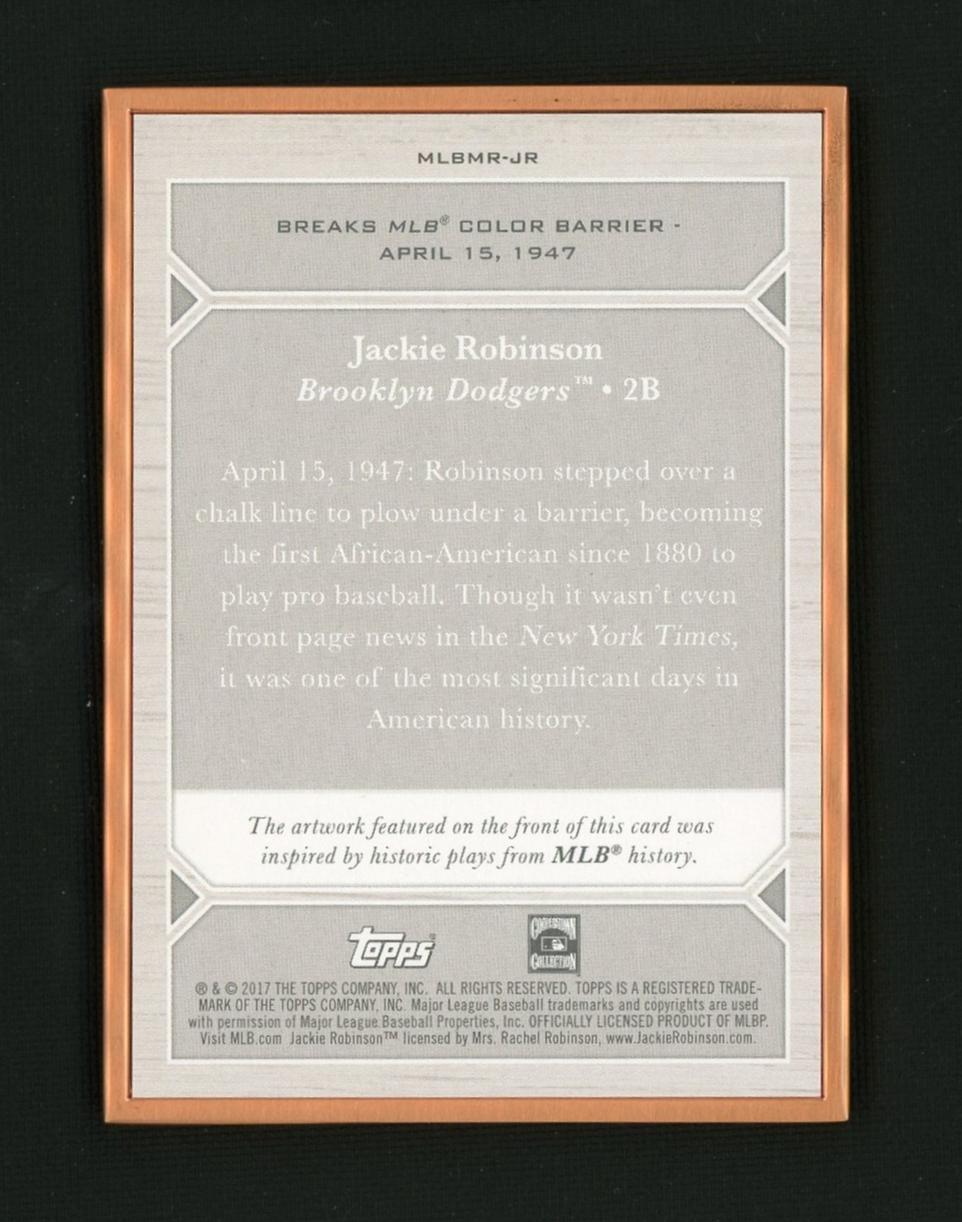 MLBMR-JR
BREAKS MLB® COLOR BARRIER -
APRIL 15, 1947
Jackie Robinson
Brooklyn Dodgers™ • 2B
April 15, 1947: Robinson stepped over a
chalk line to plow under a barrier, becoming
the first African-American since 1880 to
play pro baseball. Though it wasn't even
front page news in the New York Times,
it was one of the most significant days in
American history.
The artwork featured on the front of this card was
inspired by historic plays from MLB® history.
topps®
COOPERSTOWN
COLLECTION
® & © 2017 THE TOPPS COMPANY, INC. ALL RIGHTS RESERVED. TOPPS IS A REGISTERED TRADE-
MARK OF THE TOPPS COMPANY, INC. Major League Baseball trademarks and copyrights are used
with permission of Major League Baseball Properties, Inc. OFFICIALLY LICENSED PRODUCT OF MLBP.
Visit MLB.com Jackie Robinson™ licensed by Mrs. Rachel Robinson, www.JackieRobinson.com.